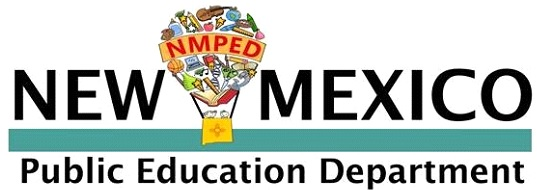 NMPED
NEW MEXICO
Public Education Department